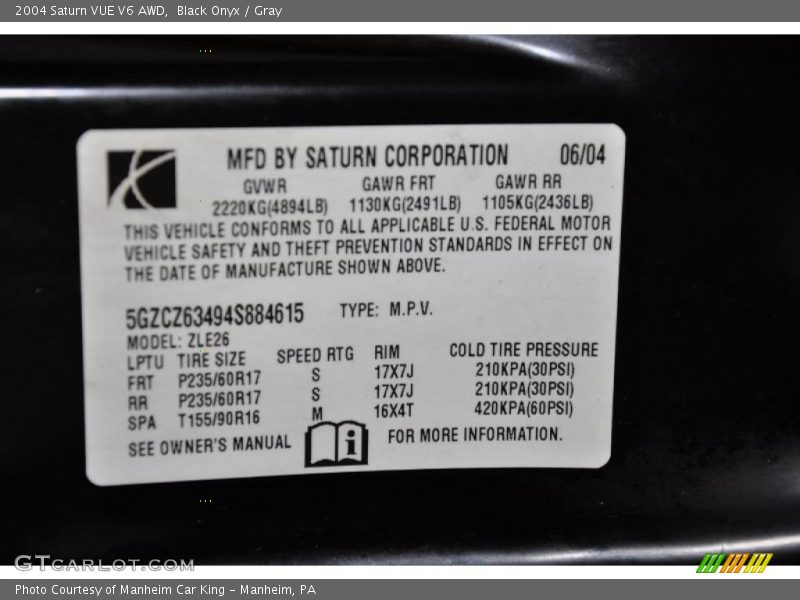 2004 Saturn VUE V6 AWD, Black Onyx / Gray
MFD BY SATURN CORPORATION 06/04
GVWR GAWR FRT GAWR RR
2220KG(4894LB) 1130KG(2491LB) 1105KG(2436LB)
THIS VEHICLE CONFORMS TO ALL APPLICABLE U.S. FEDERAL MOTOR
VEHICLE SAFETY AND THEFT PREVENTION STANDARDS IN EFFECT ON
THE DATE OF MANUFACTURE SHOWN ABOVE.
5GZCZ63494S884615 TYPE: M.P.V.
MODEL: ZLE26
LPTU TIRE SIZE SPEED RTG RIM COLD TIRE PRESSURE
FRT P235/60R17 S 17X7J 210KPA(30PSI)
RR P235/60R17 S 17X7J 210KPA(30PSI)
SPA T155/90R16 M 16X4T 420KPA(60PSI)
SEE OWNER'S MANUAL i FOR MORE INFORMATION.
GTCARLOT.COM
Photo Courtesy of Manheim Car King - Manheim, PA